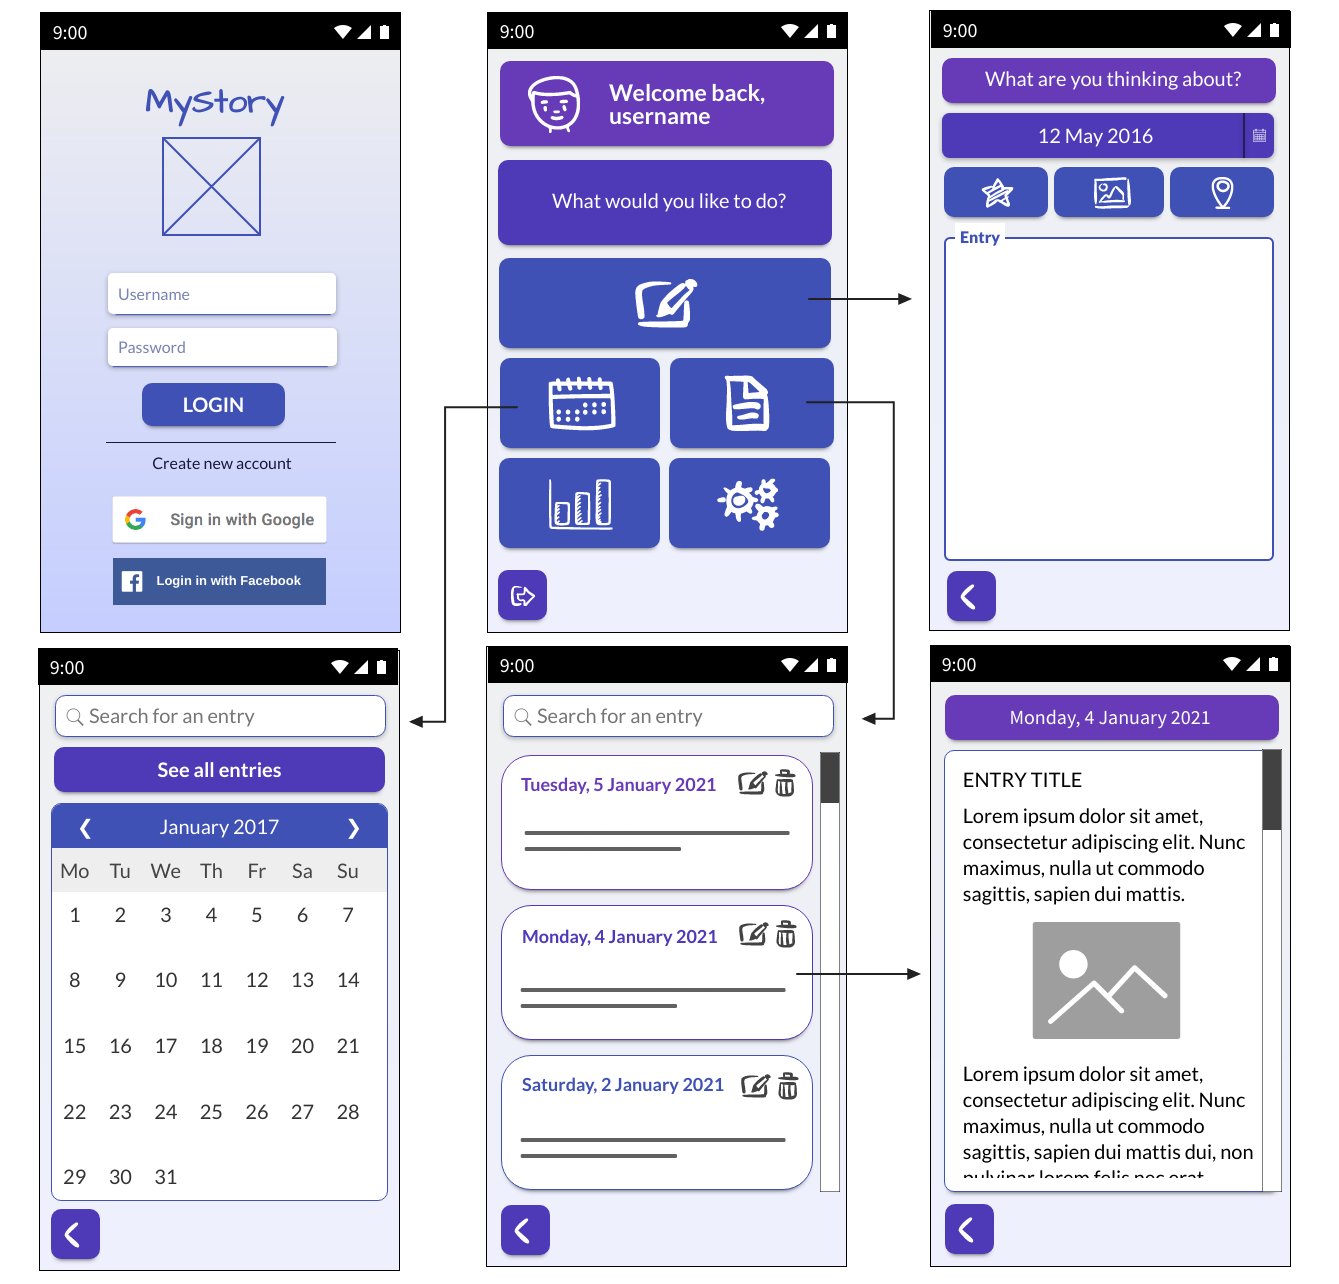 9:00
MyStory
Username
Password
LOGIN
Create new account
Sign in with Google
Login in with Facebook
9:00
Welcome back,
username
What would you like to do?
9:00
What are you thinking about?
12 May 2016
Entry
9:00
Search for an entry
See all entries
❮ January 2017 ❯
Mo Tu We Th Fr Sa Su
1 2 3 4 5 6 7
8 9 10 11 12 13 14
15 16 17 18 19 20 21
22 23 24 25 26 27 28
29 30 31
9:00
Search for an entry
Tuesday, 5 January 2021
Monday, 4 January 2021
Saturday, 2 January 2021
9:00
Monday, 4 January 2021
ENTRY TITLE
Lorem ipsum dolor sit amet,
consectetur adipiscing elit. Nunc
maximus, nulla ut commodo
sagittis, sapien dui mattis.
Lorem ipsum dolor sit amet,
consectetur adipiscing elit. Nunc
maximus, nulla ut commodo
sagittis, sapien dui mattis dui, non
pulvinar lorem felis nec erat